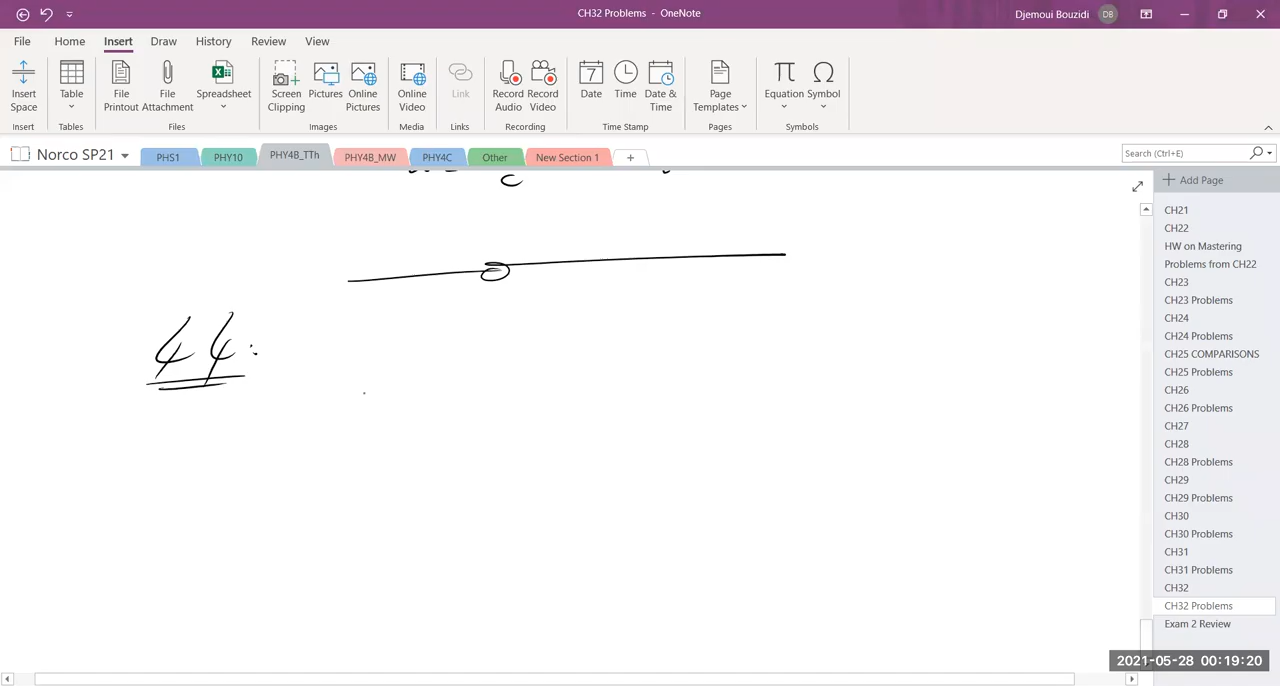 CH32 Problems - OneNote
Djemoui Bouzidi DB
File Home Insert Draw History Review View
Insert Space
Table
File Printout
File Attachment
Spreadsheet
Screen Clipping
Pictures
Online Pictures
Online Video
Link
Record Audio
Record Video
Date
Time
Date & Time
Page Templates
Equation
Symbol
Insert Tables Files Images Media Links Recording Time Stamp Pages Symbols
Norco SP21 PHS1 PHY10 PHY4B_TTh PHY4B_MW PHY4C Other New Section 1 +
Search (Ctrl+E)
Add Page
CH21
CH22
HW on Mastering
Problems from CH22
CH23
CH23 Problems
CH24
CH24 Problems
CH25 COMPARISONS
CH25 Problems
CH26
CH26 Problems
CH27
CH28
CH28 Problems
CH29
CH29 Problems
CH30
CH30 Problems
CH31
CH31 Problems
CH32
CH32 Problems
Exam 2 Review
44:
2021-05-28 00:19:20